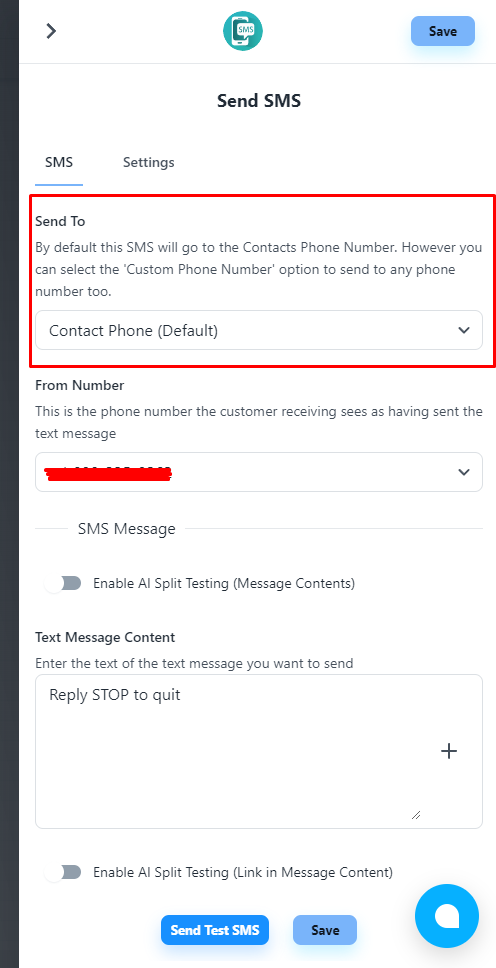 SMS
Save
Send SMS
SMS
Settings
Send To
By default this SMS will go to the Contacts Phone Number. However you
can select the 'Custom Phone Number' option to send to any phone
number too.
Contact Phone (Default)
From Number
This is the phone number the customer receiving sees as having sent the
text message
SMS Message
Enable AI Split Testing (Message Contents)
Text Message Content
Enter the text of the text message you want to send
Reply STOP to quit
Enable AI Split Testing (Link in Message Content)
Send Test SMS
Save